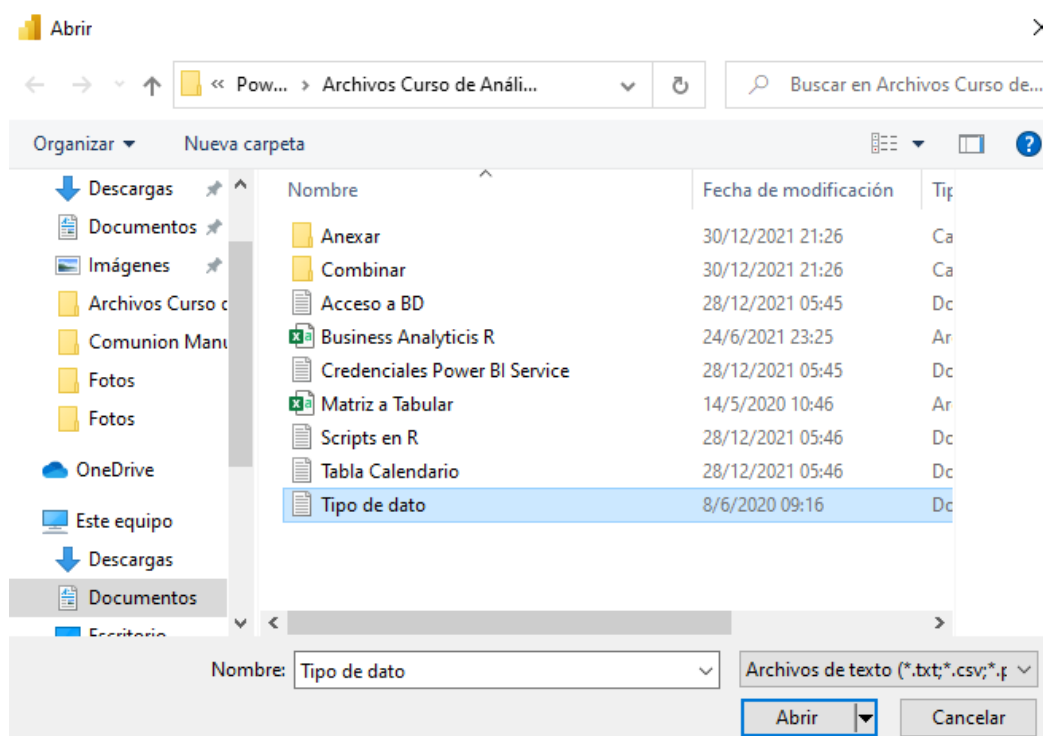 Abrir
« Pow... › Archivos Curso de Análi...
Buscar en Archivos Curso de...
Organizar
Nueva carpeta
?
Descargas
Documentos
Imágenes
Archivos Curso
Comunion Manu
Fotos
Fotos
OneDrive
Este equipo
Descargas
Documentos
Escritorio
Nombre Fecha de modificación Tip
Anexar 30/12/2021 21:26 Ca
Combinar 30/12/2021 21:26 Ca
Acceso a BD 28/12/2021 05:45 Do
Business Analyticis R 24/6/2021 23:25 Ar
Credenciales Power BI Service 28/12/2021 05:45 Do
Matriz a Tabular 14/5/2020 10:46 Ar
Scripts en R 28/12/2021 05:46 Do
Tabla Calendario 28/12/2021 05:46 Do
Tipo de dato 8/6/2020 09:16 Do
Nombre: Tipo de dato
Archivos de texto (*.txt;*.csv;*.p
Abrir
Cancelar